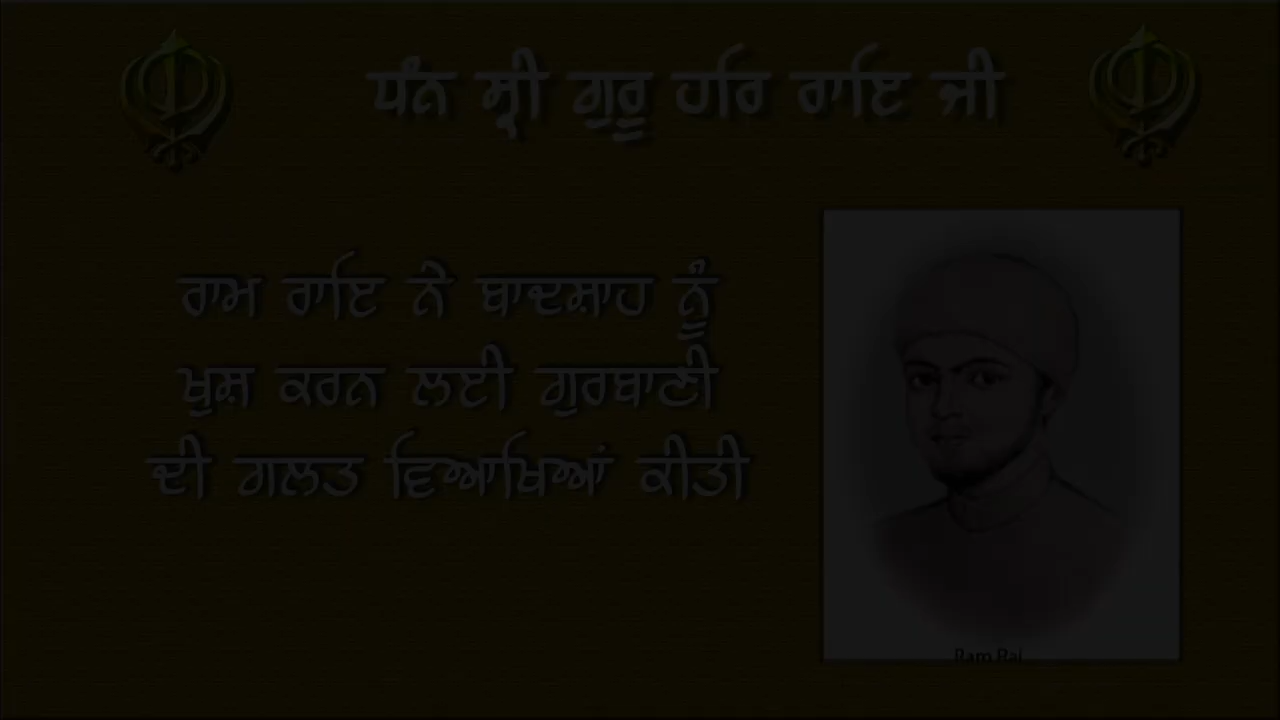 ਧੰਨ ਸ੍ਰੀ ਗੁਰੂ ਹਰਿ ਰਾਇ ਜੀ
ਰਾਮ ਰਾਇ ਨੇ ਬਾਦਸ਼ਾਹ ਨੂੰ
ਖੁਸ਼ ਕਰਨ ਲਈ ਗੁਰਬਾਣੀ
ਦੀ ਗਲਤ ਵਿਆਖਿਆਂ ਕੀਤੀ
Ram Rai